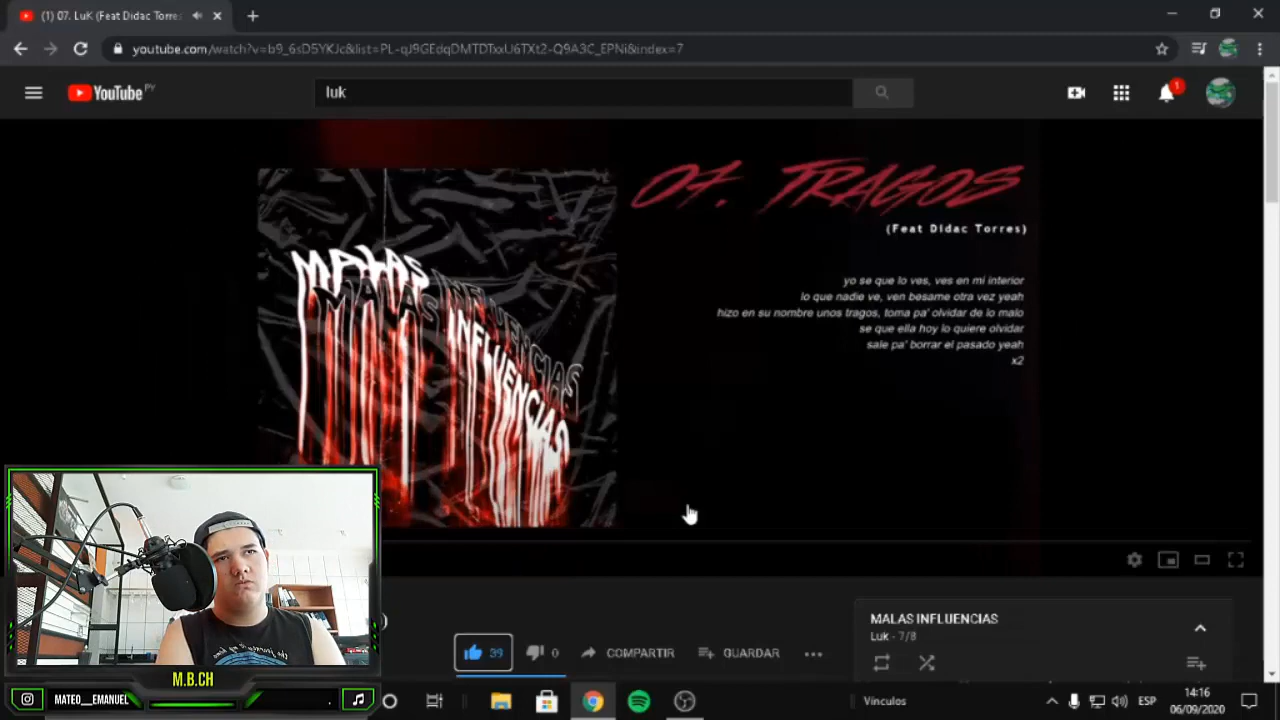 (1) 07. LuK (Feat Didac Torres
youtube.com/watch?v=b9_6sD5YKJc&list=PL-qJ9GEdqDMTDTxxU6TXt2-Q9A3C_EPNi&index=7
YouTube PY
luk
1
07. TRAGOS
(Feat Didac Torres)
yo se que lo ves, ves en mi interior
lo que nadie ve, ven besame otra vez yeah
hizo en su nombre unos tragos, toma pa' olvidar de lo malo
se que ella hoy lo quiere olvidar
sale pa' borrar el pasado yeah
x2
MALAS
MALAS INFLUENCIAS
INFLUENCIAS
MALAS INFLUENCIAS
Luk - 7/8
39
0
COMPARTIR
GUARDAR
M.B.CH
MATEO__EMANUEL
Vínculos
ESP
14:16
06/09/2020